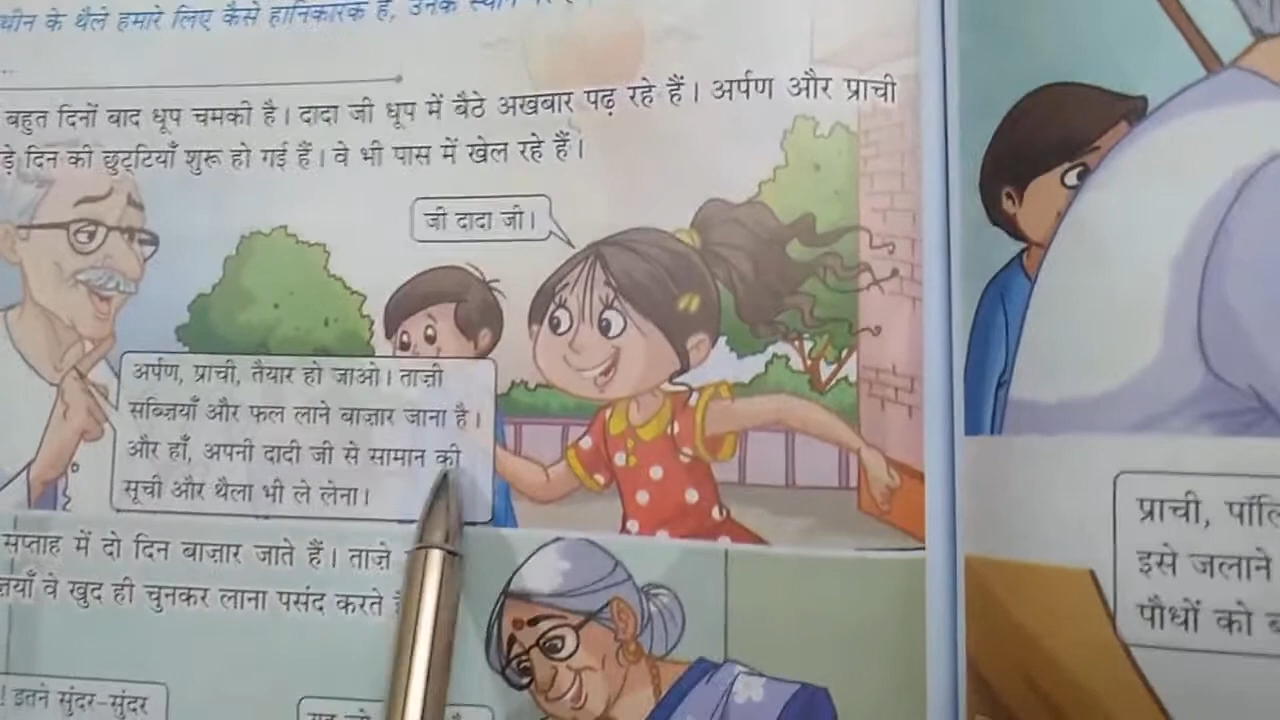 थीन के थैले हमारे लिए कैसे हानिकारक हैं, उनके स्थान पर
बहुत दिनों बाद धूप चमकी है। दादा जी धूप में बैठे अखबार पढ़ रहे हैं। अर्पण और प्राची
ड़े दिन की छुट्टियाँ शुरू हो गई हैं। वे भी पास में खेल रहे हैं।
जी दादा जी।
अर्पण, प्राची, तैयार हो जाओ। ताज़ी
सब्ज़ियाँ और फल लाने बाज़ार जाना है।
और हाँ, अपनी दादी जी से सामान की
सूची और थैला भी ले लेना।
सप्ताह में दो दिन बाज़ार जाते हैं। ताज़े
याँ वे खुद ही चुनकर लाना पसंद करते
! इतने सुंदर-सुंदर
प्राची, पॉलि
इसे जलाने
पौधों को